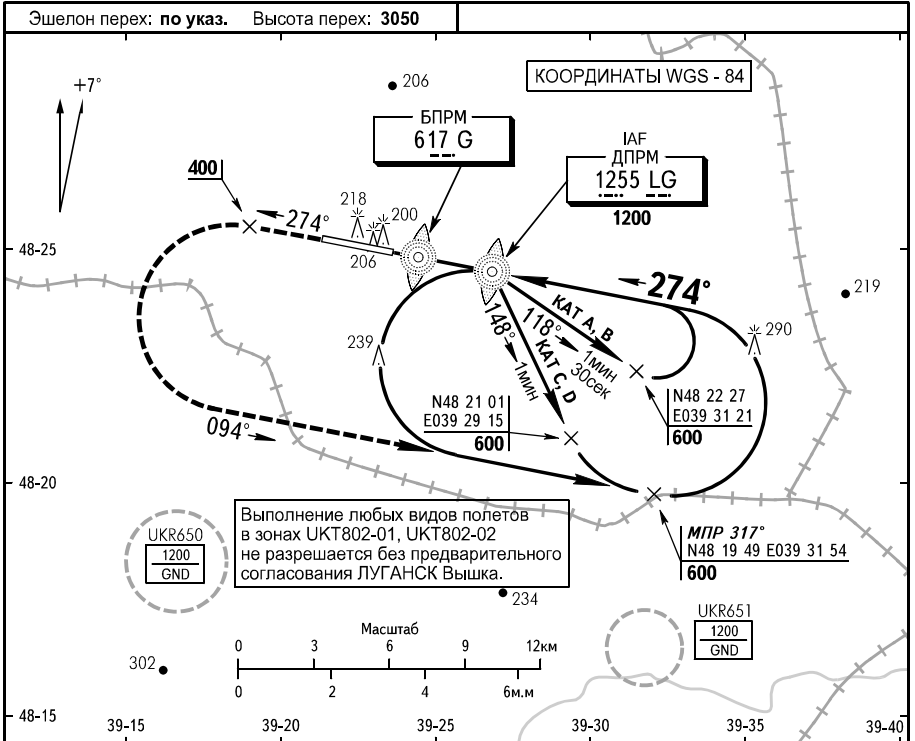 Эшелон перех: по указ. Высота перех: 3050
+7°
206
КООРДИНАТЫ WGS - 84
БПРМ
617 G
IAF
ДПРМ
1255 LG
1200
400
274°
218
200
206
48-25
274°
219
239
148°
1мин
КАТ C, D
118°
1мин
30сек
КАТ A, B
290
N48 21 01
E039 29 15
600
N48 22 27
E039 31 21
600
094°
48-20
МПР 317°
N48 19 49 E039 31 54
600
UKR650
1200
GND
Выполнение любых видов полетов
в зонах UKT802-01, UKT802-02
не разрешается без предварительного
согласования ЛУГАНСК Вышка.
234
UKR651
1200
GND
302
Масштаб
0 3 6 9 12км
0 2 4 6м.м
48-15
39-15 39-20 39-25 39-30 39-35 39-40